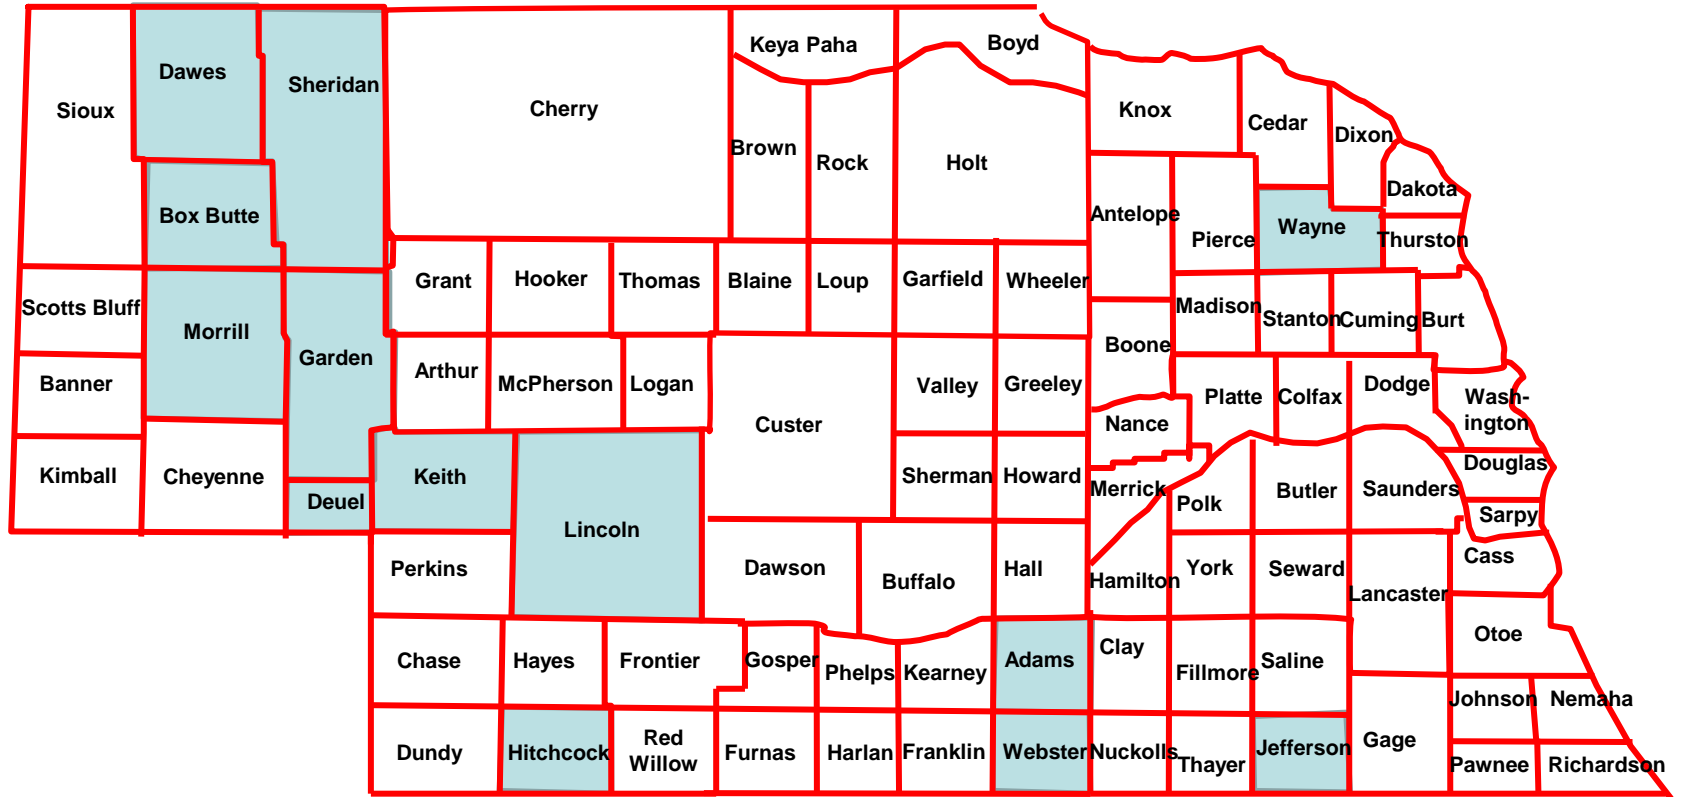 Keya Paha
Boyd
Dawes
Sheridan
Sioux
Cherry
Knox
Cedar
Dixon
Brown
Rock
Holt
Dakota
Box Butte
Antelope
Pierce
Wayne
Thurston
Grant
Hooker
Thomas
Blaine
Loup
Garfield
Wheeler
Scotts Bluff
Morrill
Madison
Stanton
Cuming
Burt
Garden
Boone
Banner
Arthur
McPherson
Logan
Valley
Greeley
Platte
Colfax
Dodge
Wash-
ington
Custer
Nance
Kimball
Cheyenne
Keith
Sherman
Howard
Douglas
Deuel
Merrick
Polk
Butler
Saunders
Sarpy
Lincoln
Perkins
Dawson
Buffalo
Hall
Hamilton
York
Seward
Lancaster
Cass
Otoe
Chase
Hayes
Frontier
Gosper
Phelps
Kearney
Adams
Clay
Fillmore
Saline
Johnson
Nemaha
Dundy
Hitchcock
Red
Willow
Furnas
Harlan
Franklin
Webster
Nuckolls
Thayer
Jefferson
Gage
Pawnee
Richardson